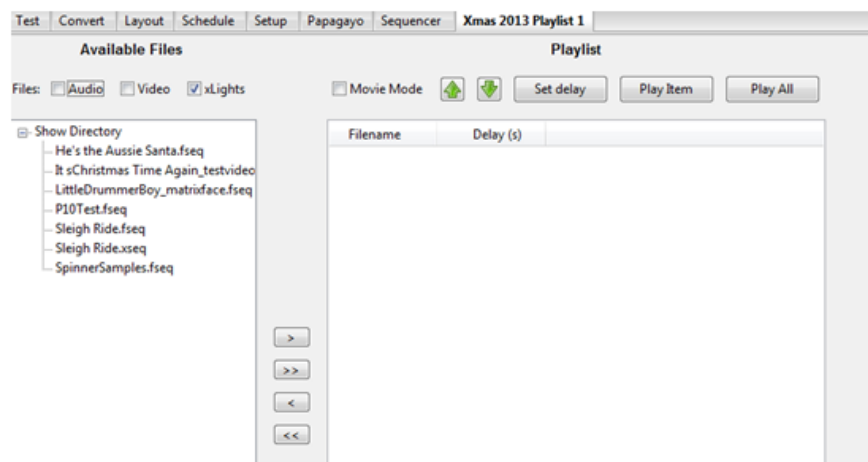 Test Convert Layout Schedule Setup Papagayo Sequencer Xmas 2013 Playlist 1
Available Files Playlist
Files: Audio Video xLights Movie Mode Set delay Play Item Play All
Show Directory Filename Delay (s)
He's the Aussie Santa.fseq
It sChristmas Time Again_testvideo
LittleDrummerBoy_matrixface.fseq
P10Test.fseq
Sleigh Ride.fseq
Sleigh Ride.xseq
SpinnerSamples.fseq
>
>>
<
<<